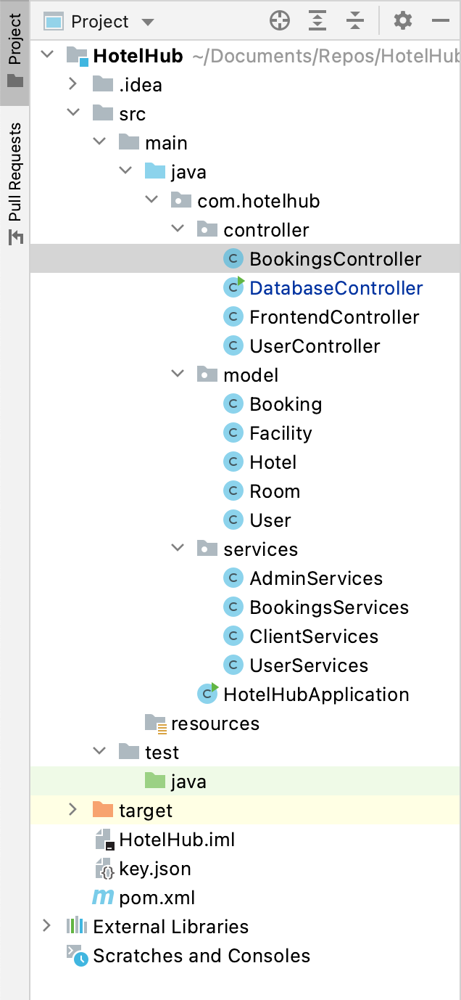 Project
Pull Requests
Project
HotelHub ~/Documents/Repos/HotelHub
.idea
src
main
java
com.hotelhub
controller
C BookingsController
C DatabaseController
C FrontendController
C UserController
model
C Booking
C Facility
C Hotel
C Room
C User
services
C AdminServices
C BookingsServices
C ClientServices
C UserServices
C HotelHubApplication
resources
test
java
target
HotelHub.iml
key.json
m pom.xml
External Libraries
Scratches and Consoles